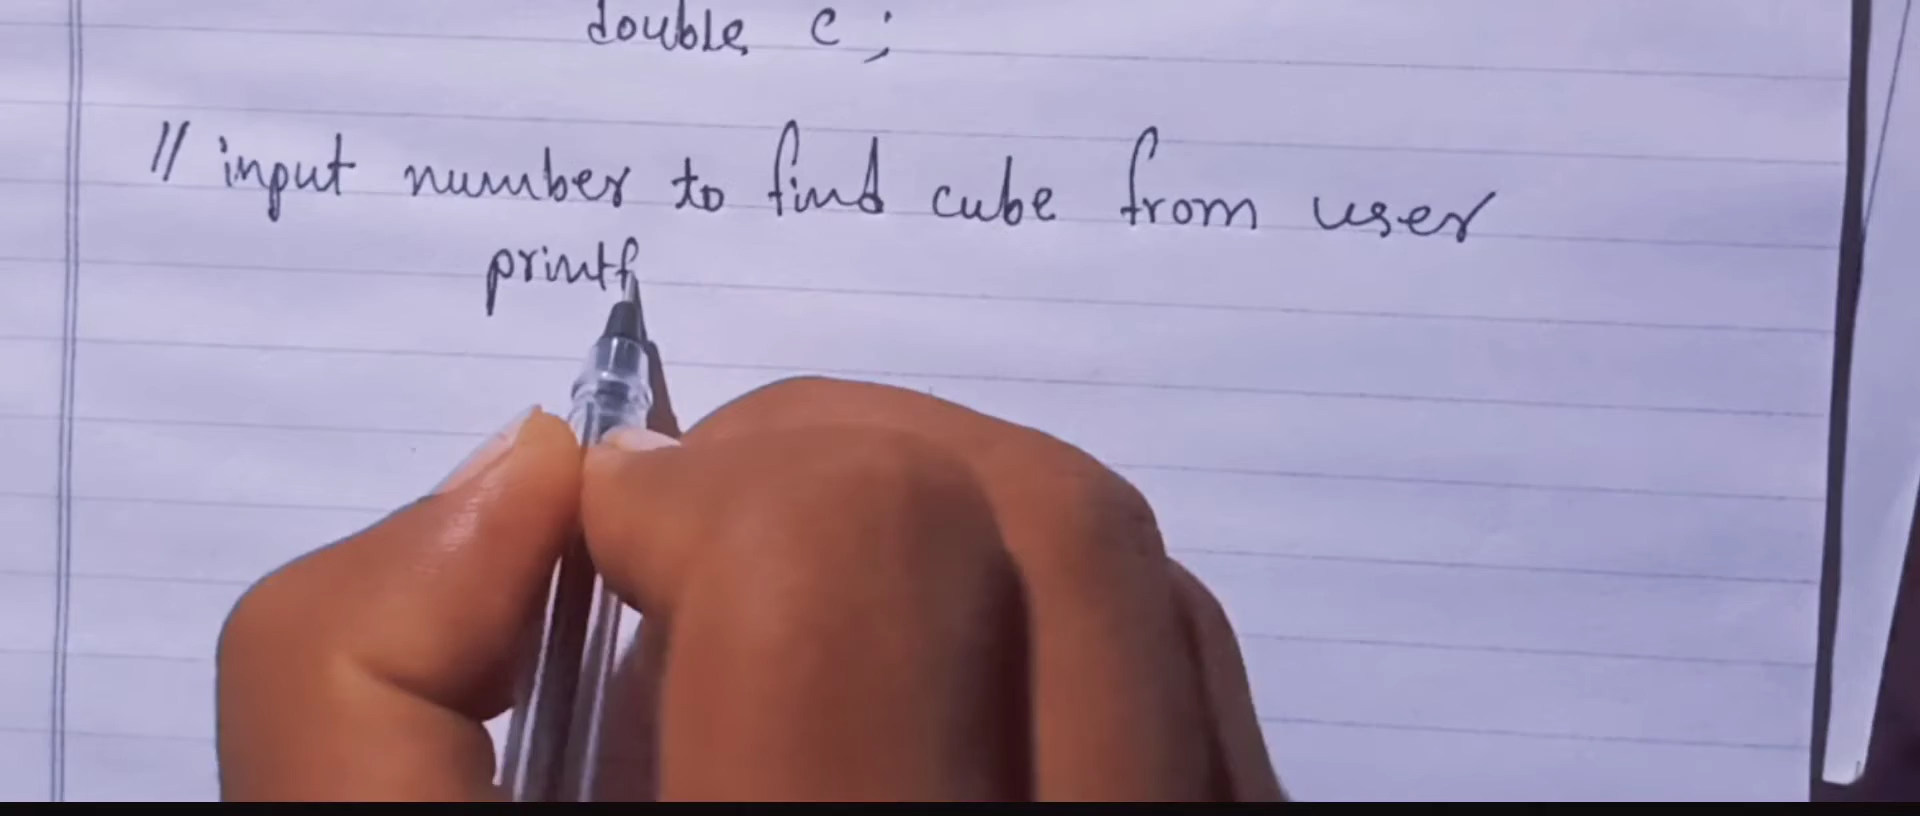 double c;
// input number to find cube from user
printf